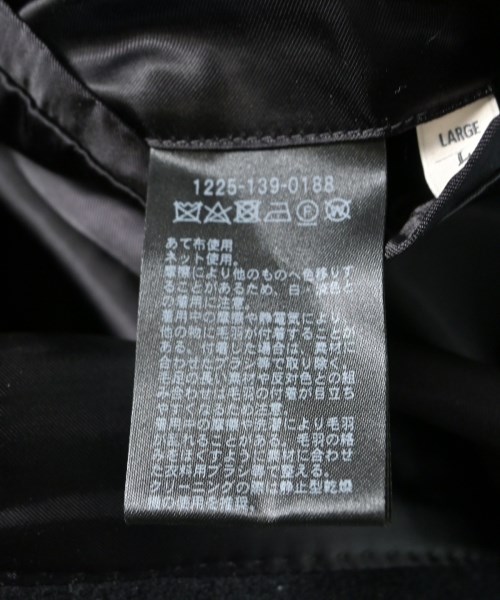 LARGE
1225-139-0188
あて布使用
ネット使用。
摩擦により他のものへ色移りす
ることがあるため、白・淡色と
の着用に注意。
着用中の摩擦や静電気により、
他の物に毛羽が付着することが
ある。付着した場合は、素材に
合わせたブラシ等で取り除く。
毛足の長い素材や反対色との組
み合わせは毛羽の付着が目立ち
やすくなるため注意。
着用中の摩擦や洗濯により毛羽
が乱れることがある。毛羽の絡
みをほぐすように素材に合わせ
た衣料用ブラシ等で整える。
クリーニングの際に静止型乾燥